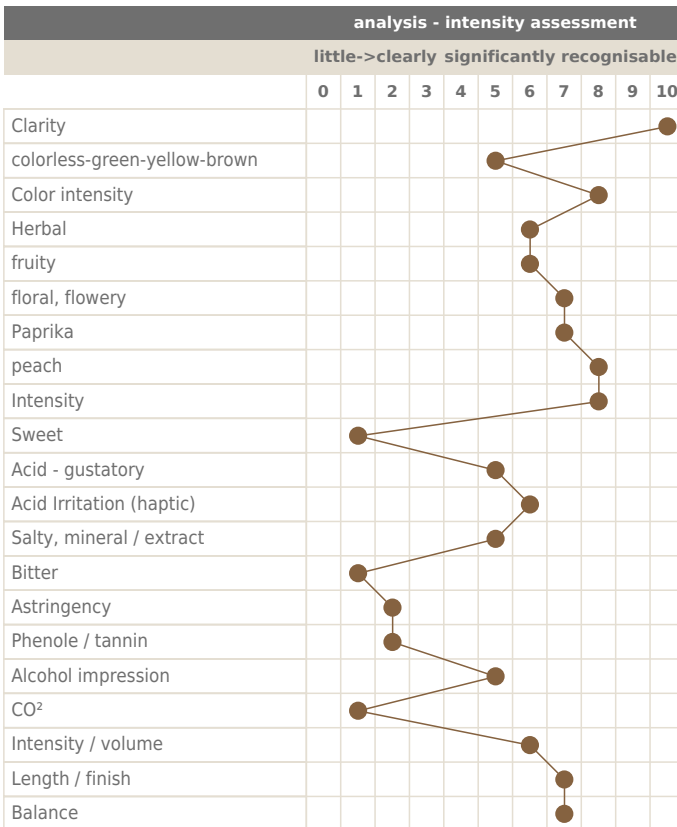 analysis - intensity assessment
little->clearly significantly recognisable
0 1 2 3 4 5 6 7 8 9 10
Clarity
colorless-green-yellow-brown
Color intensity
Herbal
fruity
floral, flowery
Paprika
peach
Intensity
Sweet
Acid - gustatory
Acid Irritation (haptic)
Salty, mineral / extract
Bitter
Astringency
Phenole / tannin
Alcohol impression
CO²
Intensity / volume
Length / finish
Balance